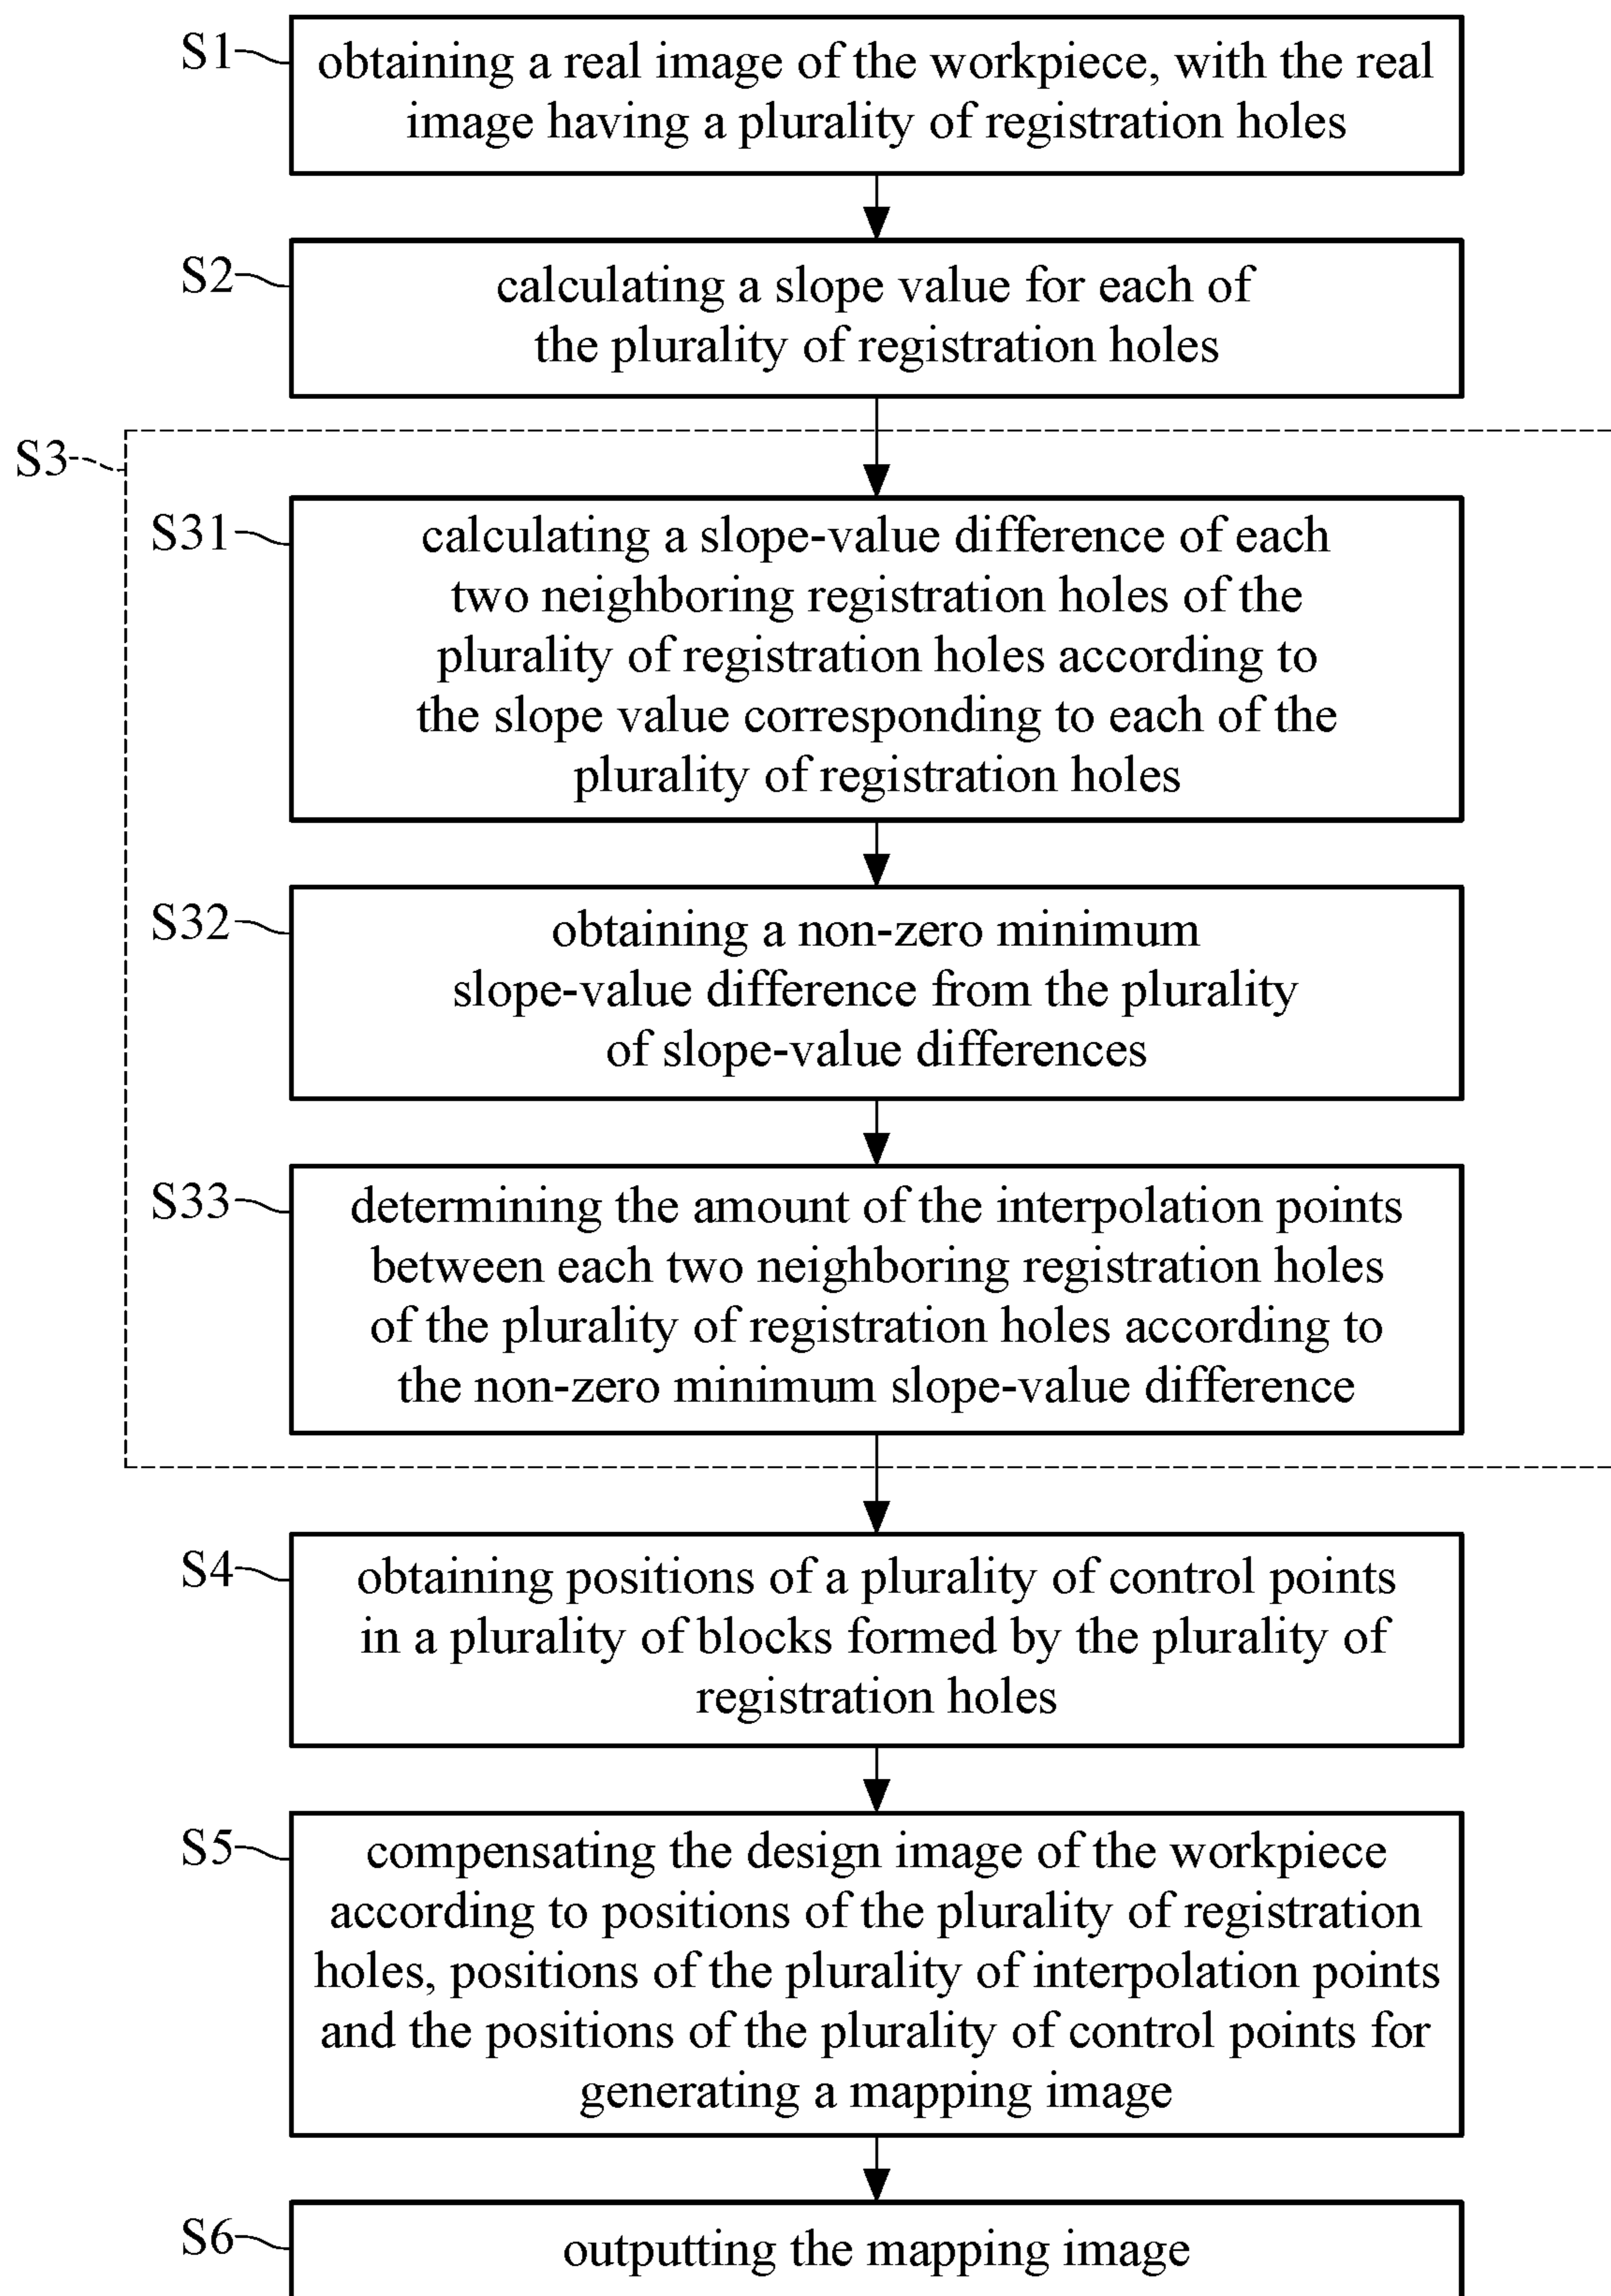 S1
obtaining a real image of the workpiece, with the real
image having a plurality of registration holes
S2
calculating a slope value for each of
the plurality of registration holes
S3
S31
calculating a slope-value difference of each
two neighboring registration holes of the
plurality of registration holes according to
the slope value corresponding to each of the
plurality of registration holes
S32
obtaining a non-zero minimum
slope-value difference from the plurality
of slope-value differences
S33
determining the amount of the interpolation points
between each two neighboring registration holes
of the plurality of registration holes according to
the non-zero minimum slope-value difference
S4
obtaining positions of a plurality of control points
in a plurality of blocks formed by the plurality of
registration holes
S5
compensating the design image of the workpiece
according to positions of the plurality of registration
holes, positions of the plurality of interpolation points
and the positions of the plurality of control points for
generating a mapping image
S6
outputting the mapping image